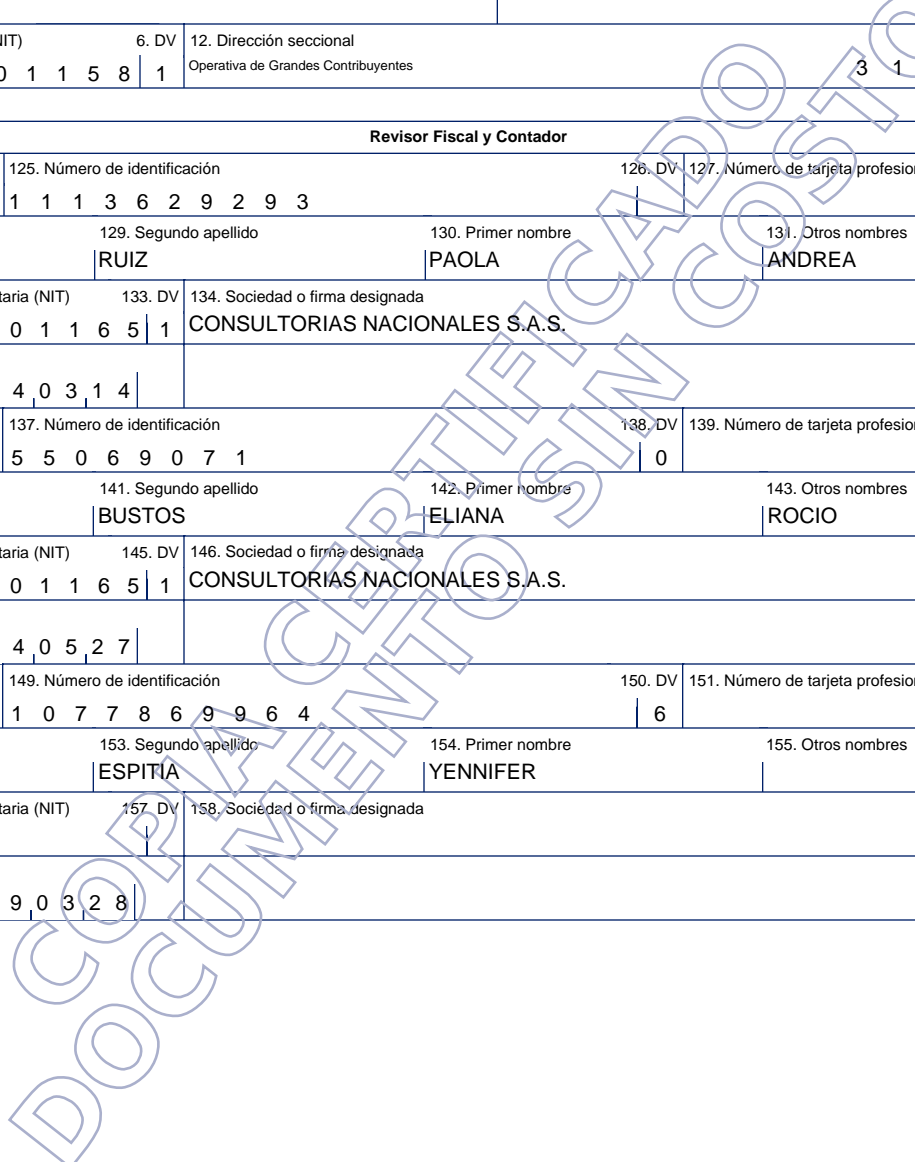 NIT) 6. DV 12. Dirección seccional
0 1 1 5 8 1 Operativa de Grandes Contribuyentes 3 1
Revisor Fiscal y Contador
125. Número de identificación 126. DV 127. Número de tarjeta profesion
1 1 1 3 6 2 9 2 9 3
129. Segundo apellido 130. Primer nombre 131. Otros nombres
RUIZ PAOLA ANDREA
taria (NIT) 133. DV 134. Sociedad o firma designada
0 1 1 6 5 1 CONSULTORIAS NACIONALES S.A.S.
4 0 3 1 4
137. Número de identificación 138. DV 139. Número de tarjeta profesion
5 5 0 6 9 0 7 1 0
141. Segundo apellido 142. Primer nombre 143. Otros nombres
BUSTOS ELIANA ROCIO
taria (NIT) 145. DV 146. Sociedad o firma designada
0 1 1 6 5 1 CONSULTORIAS NACIONALES S.A.S.
4 0 5 2 7
149. Número de identificación 150. DV 151. Número de tarjeta profesion
1 0 7 7 8 6 9 9 6 4 6
153. Segundo apellido 154. Primer nombre 155. Otros nombres
ESPITIA YENNIFER
taria (NIT) 157. DV 158. Sociedad o firma designada
9 0 3 2 8
COPIA CERTIFICADO
DOCUMENTO SIN COSTO